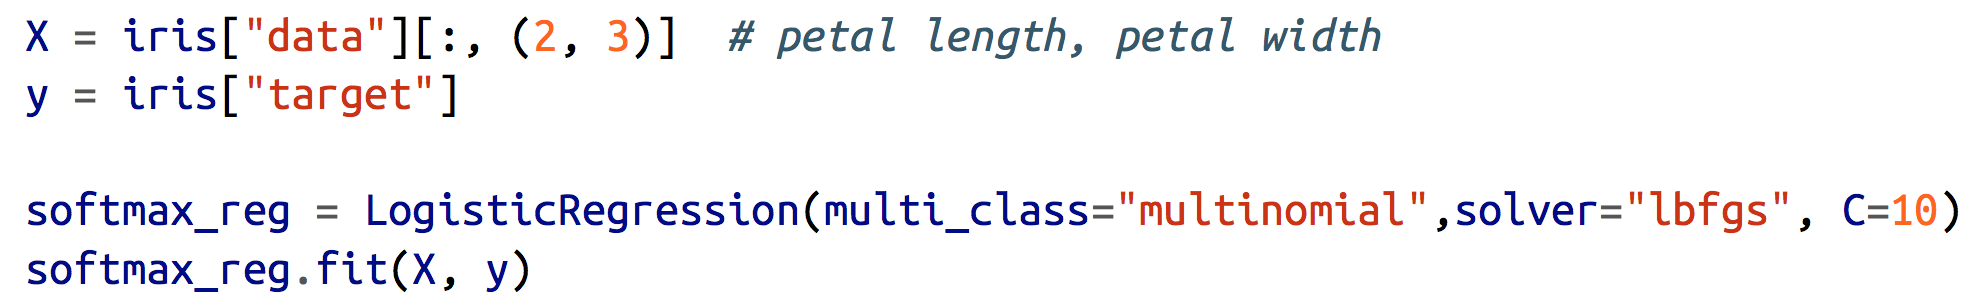 X = iris["data"][:, (2, 3)]  # petal length, petal width
y = iris["target"]
softmax_reg = LogisticRegression(multi_class="multinomial",solver="lbfgs", C=10)
softmax_reg.fit(X, y)